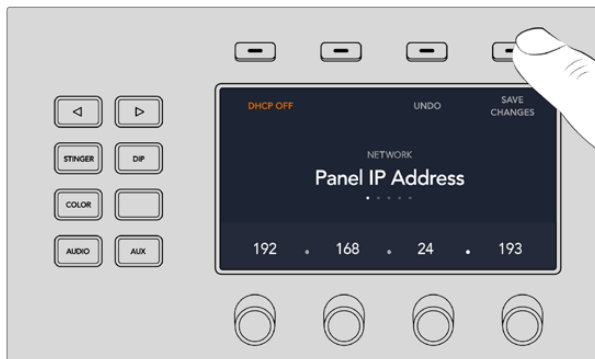 DHCP OFF
UNDO
SAVE
CHANGES
NETWORK
Panel IP Address
192 . 168 . 24 . 193
STINGER
DIP
COLOR
AUDIO
AUX